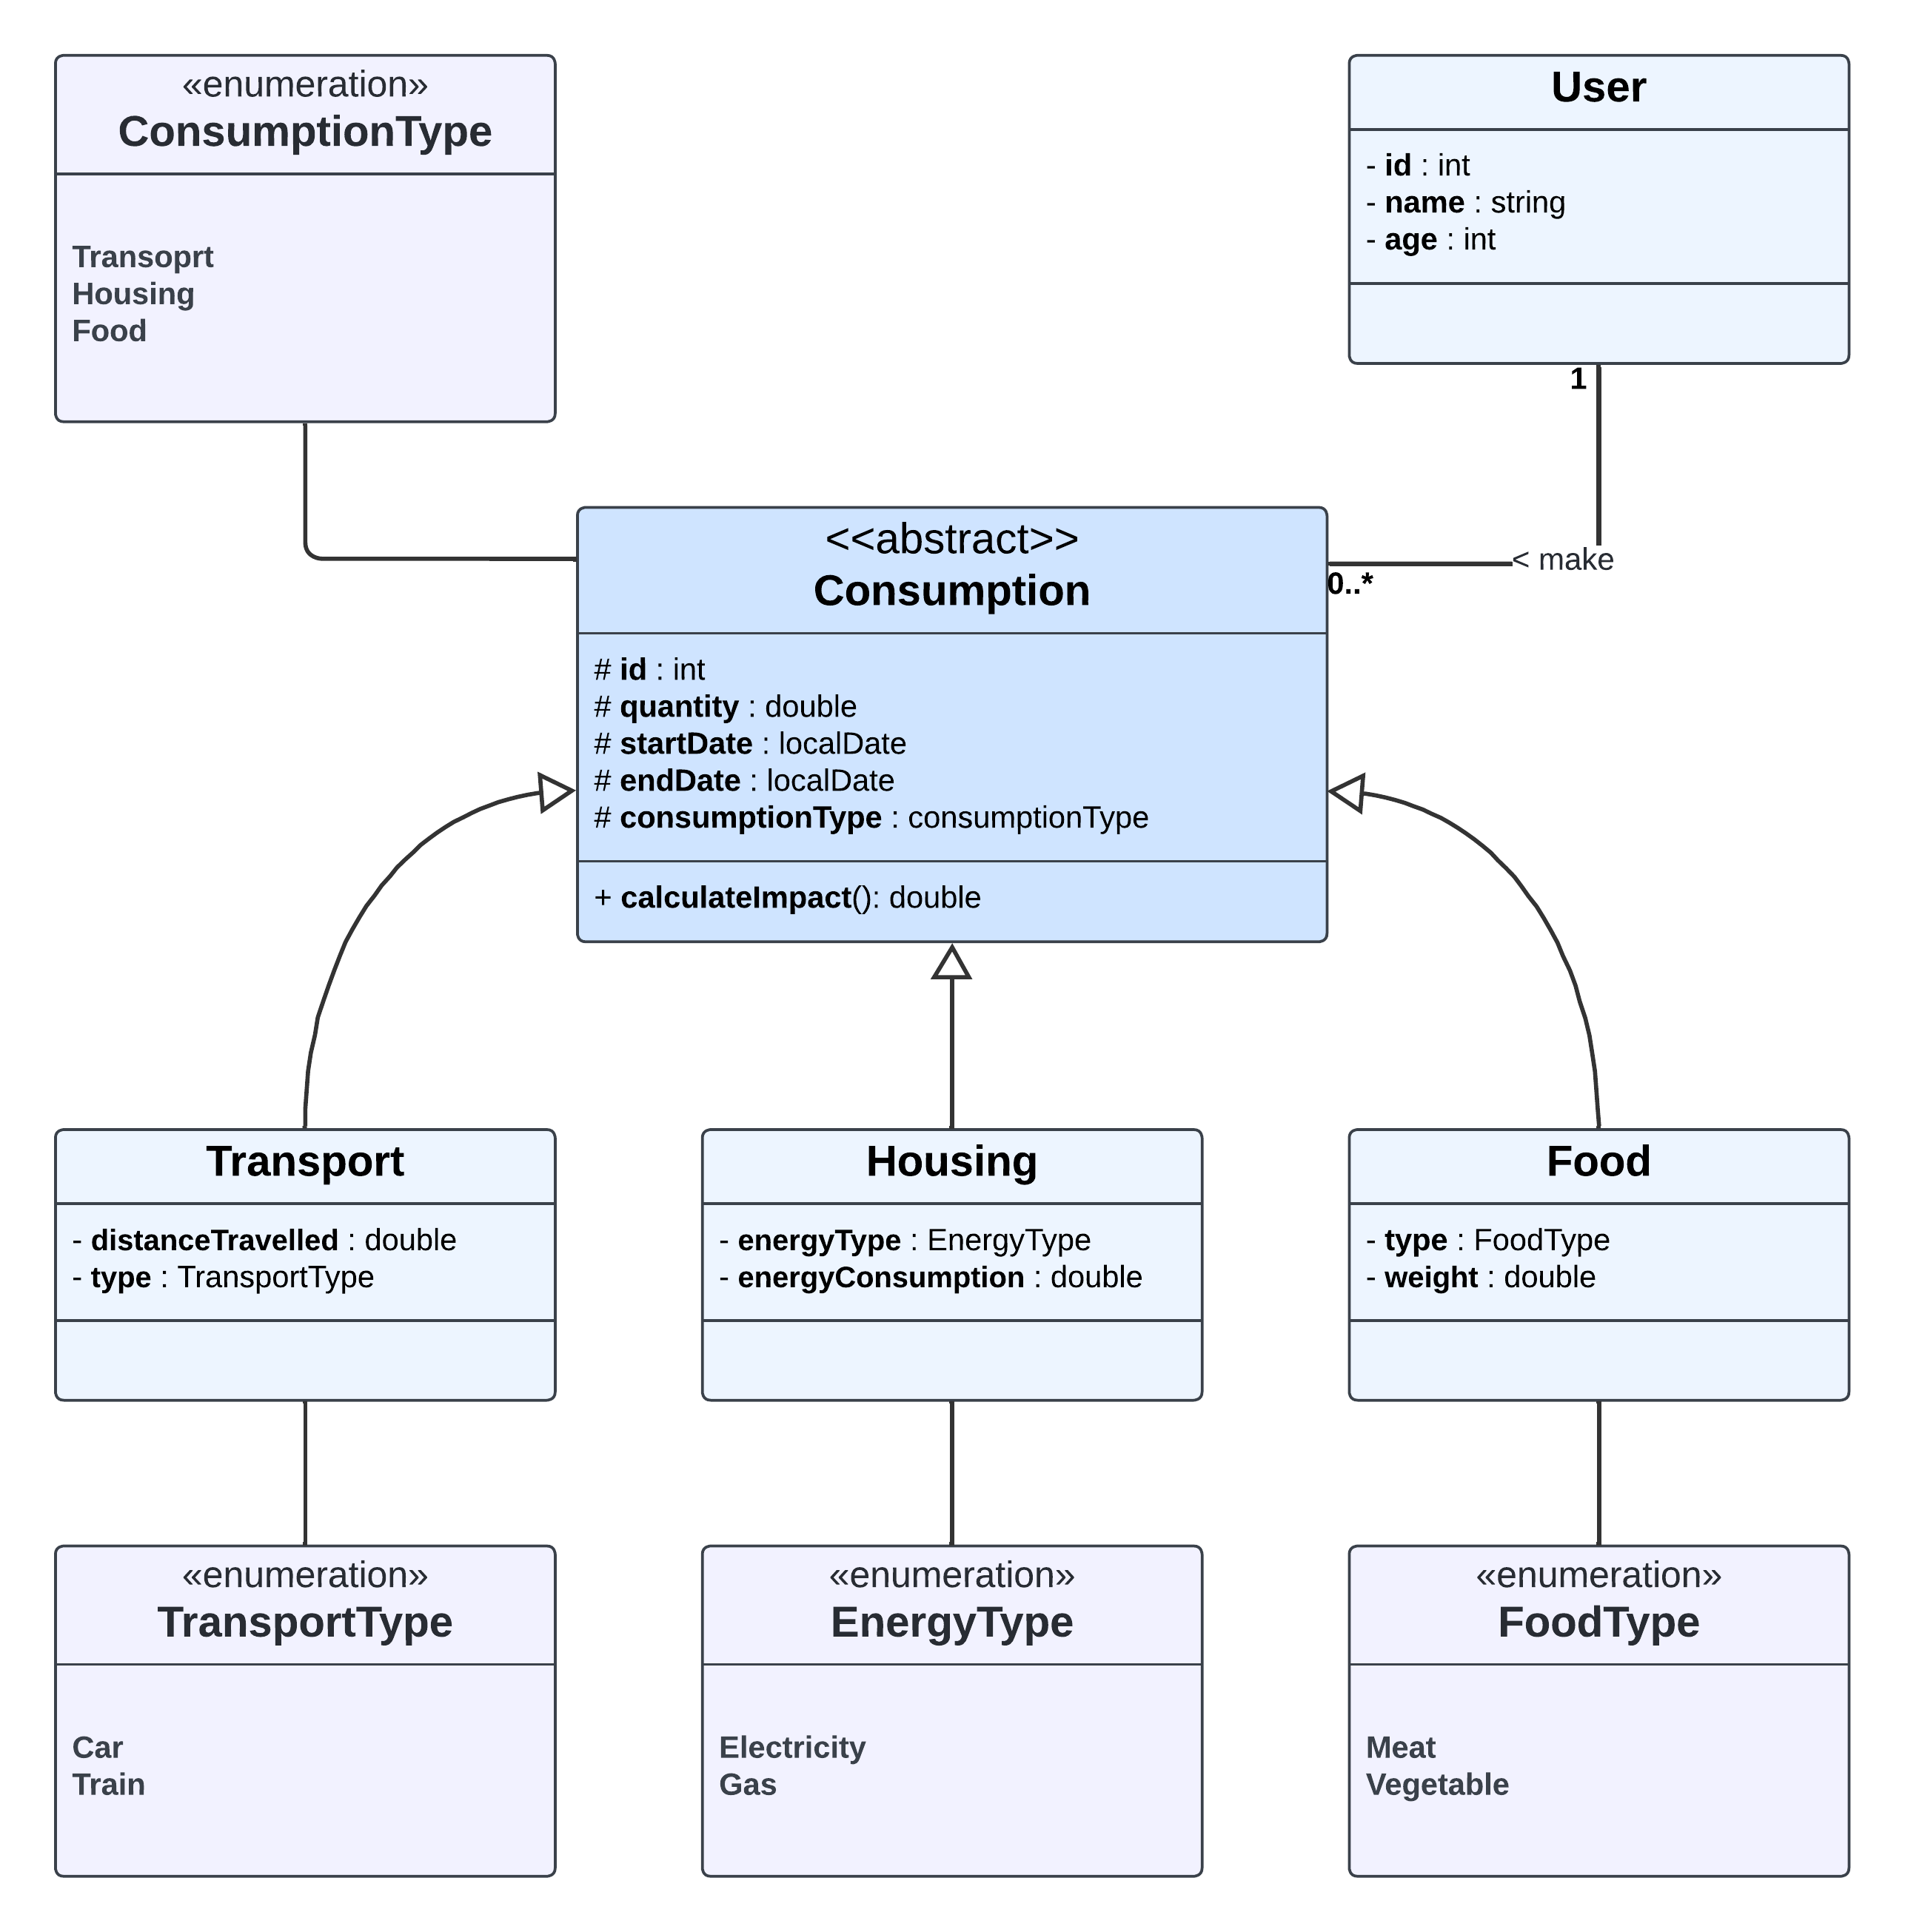 «enumeration»
ConsumptionType
Transoprt
Housing
Food
User
- id : int
- name : string
- age : int
1
< make
0..*
<<abstract>>
Consumption
# id : int
# quantity : double
# startDate : localDate
# endDate : localDate
# consumptionType : consumptionType
+ calculateImpact(): double
Transport
- distanceTravelled : double
- type : TransportType
Housing
- energyType : EnergyType
- energyConsumption : double
Food
- type : FoodType
- weight : double
«enumeration»
TransportType
Car
Train
«enumeration»
EnergyType
Electricity
Gas
«enumeration»
FoodType
Meat
Vegetable